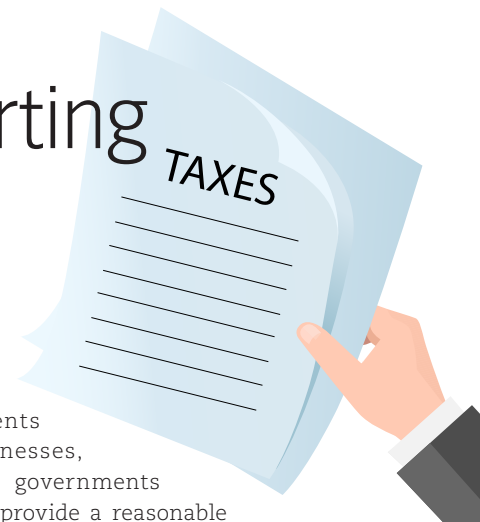 rting
TAXES
ents
nesses,
governments
provide a reasonable